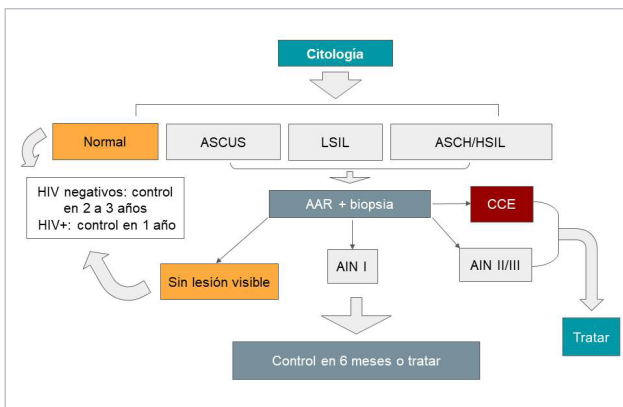 Citología
Normal
ASCUS
LSIL
ASCH/HSIL
HIV negativos: control
en 2 a 3 años
HIV+: control en 1 año
AAR + biopsia
CCE
Sin lesión visible
AIN I
AIN II/III
Tratar
Control en 6 meses o tratar